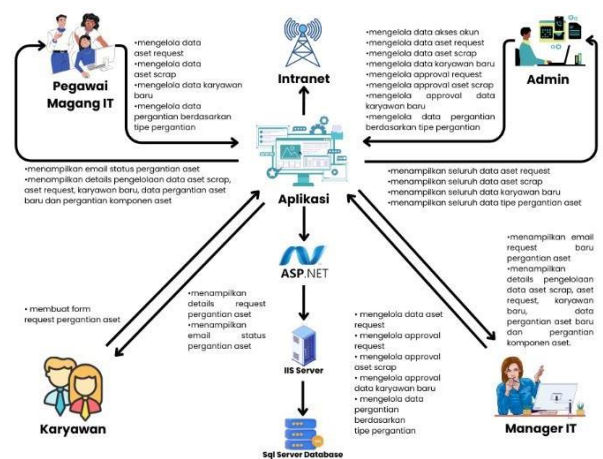 Pegawai
Magang IT
•mengelola data
aset request
•mengelola data
aset scrap
•mengelola data karyawan
baru
•mengelola data
pergantian berdasarkan
tipe pergantian
Intranet
•mengelola data akses akun
•mengelola data aset request
•mengelola data aset scrap
•mengelola data karyawan baru
•mengelola approval request
•mengelola approval aset scrap
•mengelola approval data
karyawan baru
•mengelola data pergantian
berdasarkan tipe pergantian
Admin
•menampilkan email status pergantian aset
•menampilkan details pengelolaan data aset scrap,
aset request, karyawan baru, data pergantian aset
baru dan pergantian komponen aset
Aplikasi
•menampilkan seluruh data aset request
•menampilkan seluruh data aset scrap
•menampilkan seluruh data karyawan baru
•menampilkan seluruh data tipe pergantian aset
ASP.NET
• membuat form
request pergantian aset
•menampilkan
details request
pergantian aset
•menampilkan
email status
pergantian aset
IIS Server
• mengelola data aset
request
• mengelola approval
request
• mengelola approval
aset scrap
• mengelola approval
data karyawan baru
• mengelola data
pergantian
berdasarkan
tipe pergantian
•menampilkan email
request baru
pergantian aset
•menampilkan
details pengelolaan
data aset scrap, aset
request, karyawan
baru, data
pergantian aset baru
dan pergantian
komponen aset.
Karyawan
Sql Server Database
Manager IT